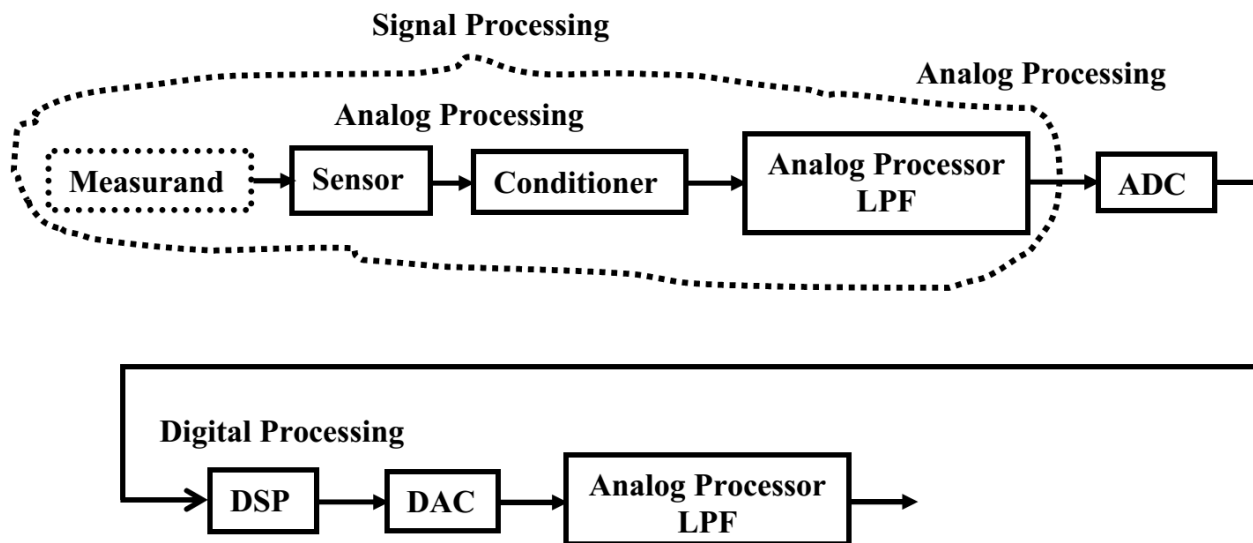 Signal Processing
Analog Processing
Analog Processing
Measurand
Sensor
Conditioner
Analog Processor
LPF
ADC
Digital Processing
DSP
DAC
Analog Processor
LPF